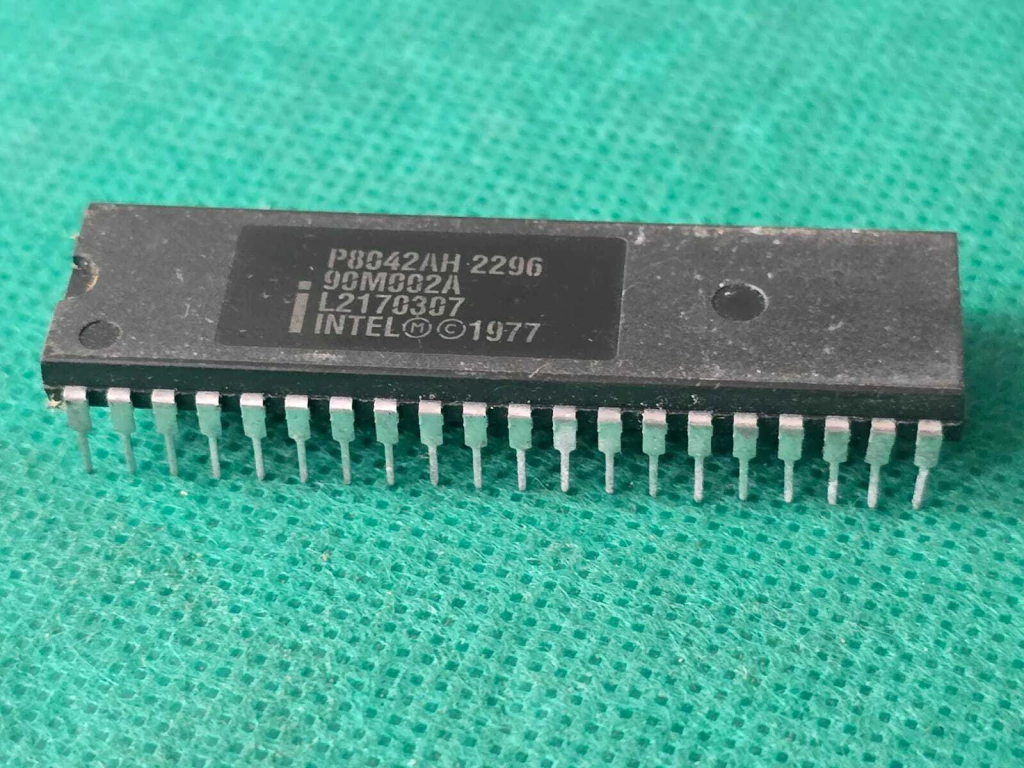 P8042AH 2296
90M002A
L2170307
INTEL Ⓜ © 1977